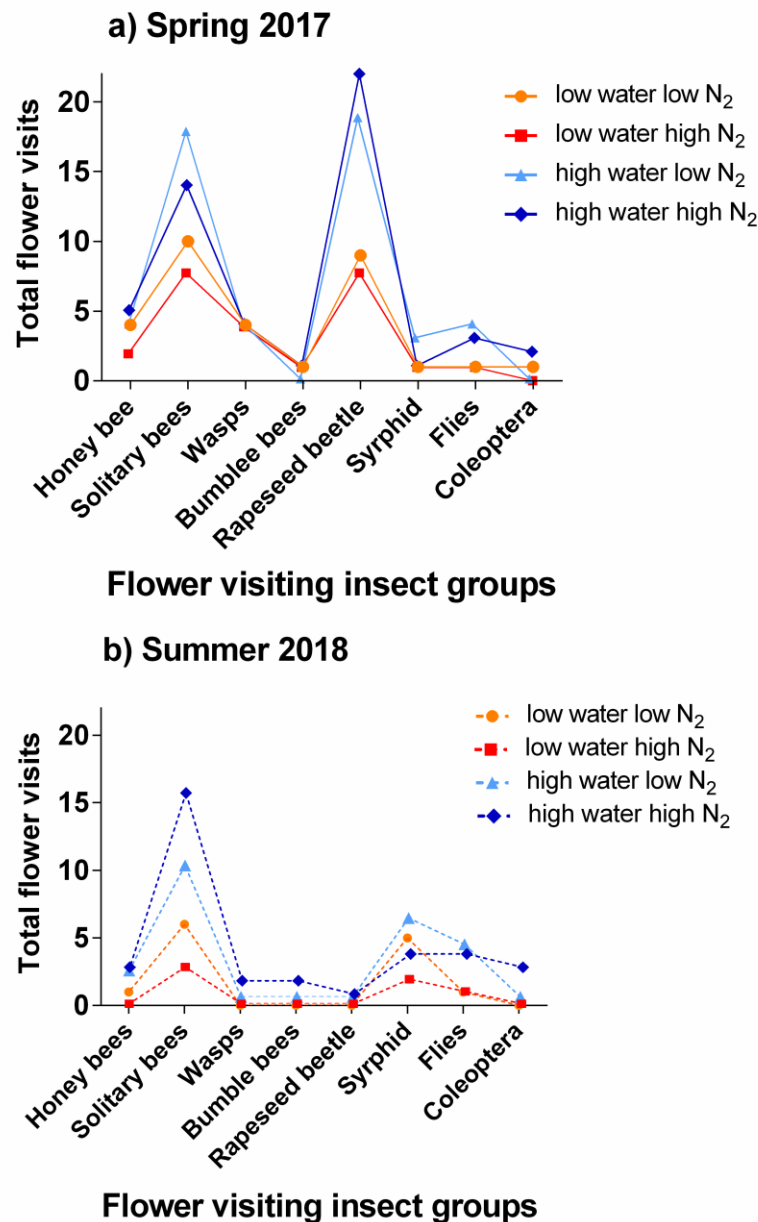 a) Spring 2017
Total flower visits
20
15
10
5
0
low water low N₂
low water high N₂
high water low N₂
high water high N₂
Honey bee
Solitary bees
Wasps
Bumblee bees
Rapeseed beetle
Syrphid
Flies
Coleoptera
Flower visiting insect groups
b) Summer 2018
Total flower visits
20
15
10
5
0
low water low N₂
low water high N₂
high water low N₂
high water high N₂
Honey bees
Solitary bees
Wasps
Bumble bees
Rapeseed beetle
Syrphid
Flies
Coleoptera
Flower visiting insect groups